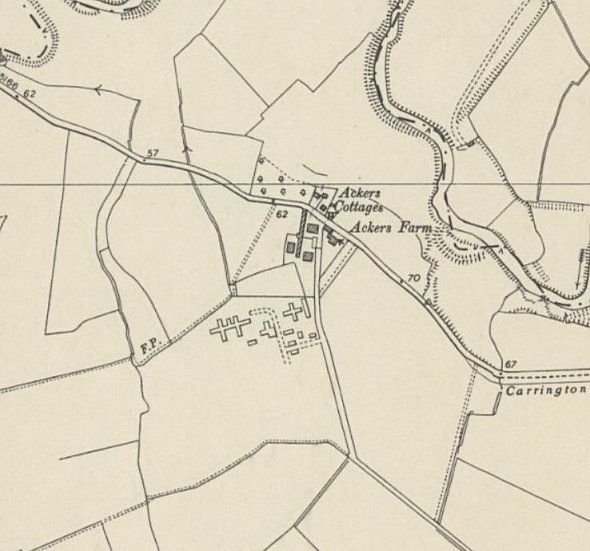 62
57
Ackers
Cottages
62
Ackers Farm
70
F.P.
67
Carrington